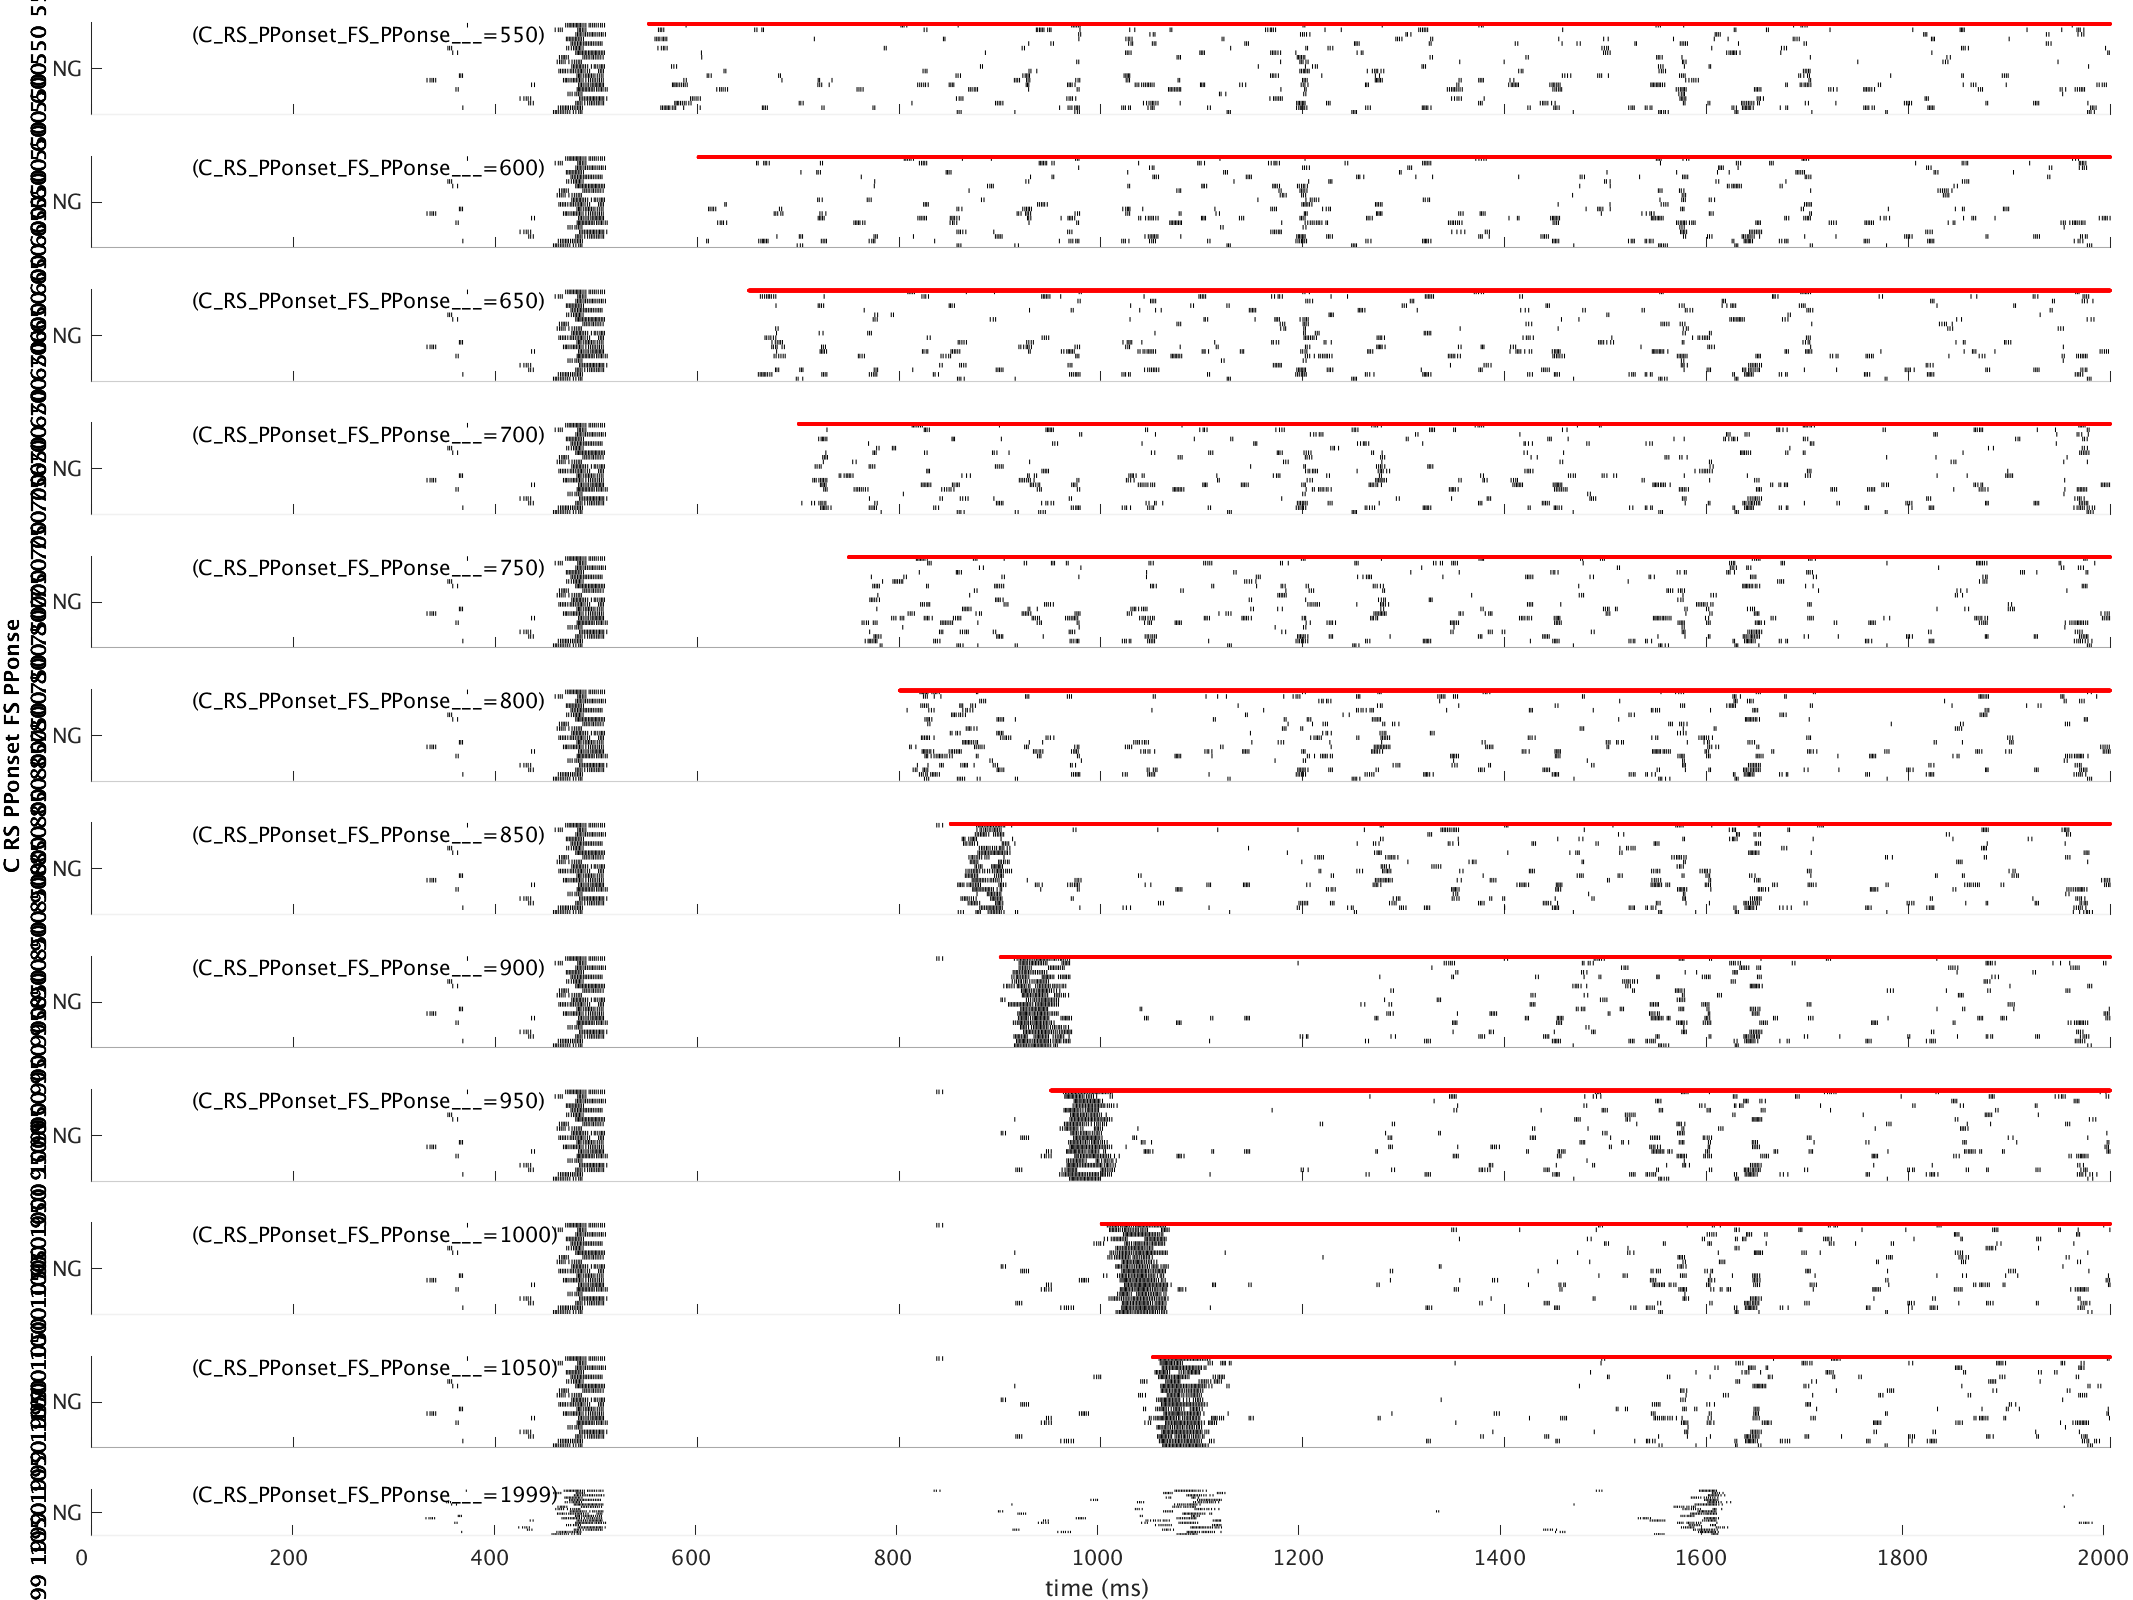 (C_RS_PPonset_FS_PPonse___=550)
NG
(C_RS_PPonset_FS_PPonse___=600)
NG
(C_RS_PPonset_FS_PPonse___=650)
NG
(C_RS_PPonset_FS_PPonse___=700)
NG
(C_RS_PPonset_FS_PPonse___=750)
NG
(C_RS_PPonset_FS_PPonse___=800)
NG
(C_RS_PPonset_FS_PPonse___=850)
NG
(C_RS_PPonset_FS_PPonse___=900)
NG
(C_RS_PPonset_FS_PPonse___=950)
NG
(C_RS_PPonset_FS_PPonse___=1000)
NG
(C_RS_PPonset_FS_PPonse___=1050)
NG
(C_RS_PPonset_FS_PPonse___=1999)
NG
C RS PPonset FS PPonse
0 200 400 600 800 1000 1200 1400 1600 1800 2000
time (ms)